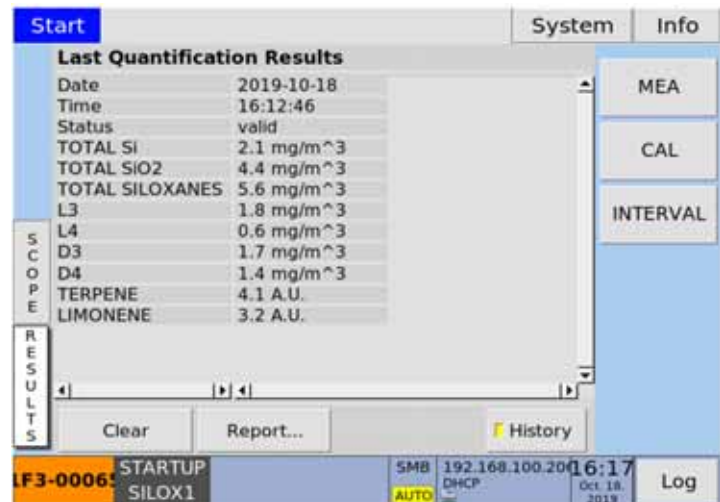 Start System Info
Last Quantification Results
Date 2019-10-18
Time 16:12:46
Status valid
TOTAL Si 2.1 mg/m^3
TOTAL SiO2 4.4 mg/m^3
TOTAL SILOXANES 5.6 mg/m^3
L3 1.8 mg/m^3
L4 0.6 mg/m^3
D3 1.7 mg/m^3
D4 1.4 mg/m^3
TERPENE 4.1 A.U.
LIMONENE 3.2 A.U.
MEA
CAL
INTERVAL
SCOPE
RESULTS
Clear Report... History
STARTUP
SILOX1
SMB
AUTO
DHCP
16:17
Oct. 18.
2019
Log